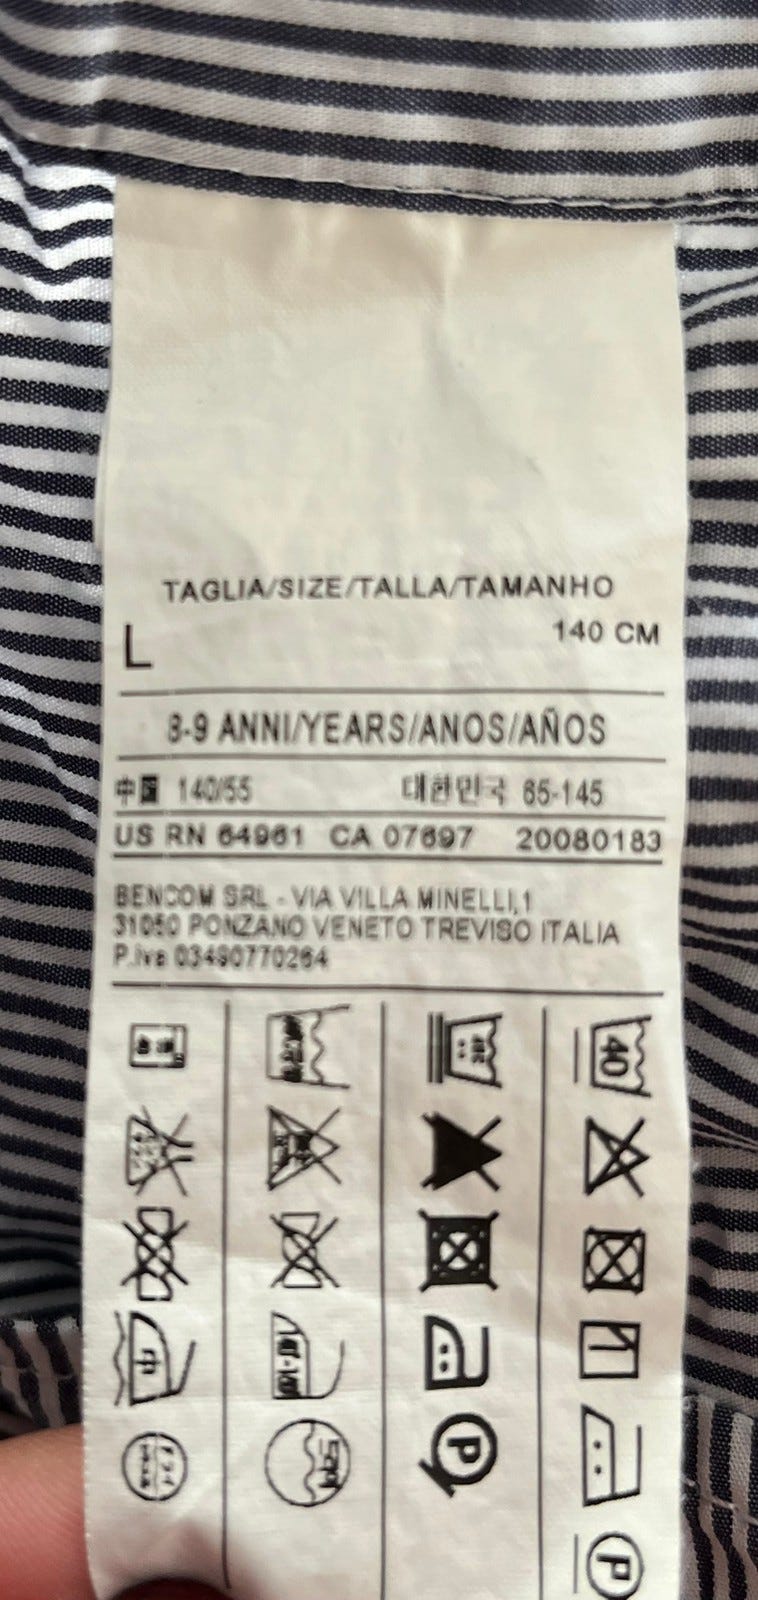 TAGLIA/SIZE/TALLA/TAMANHO
L 140 CM
8-9 ANNI/YEARS/ANOS/AÑOS
中国 140/55 대한민국 65-145
US RN 64961 CA 07697 20080183
BENCOM SRL - VIA VILLA MINELLI,1
31050 PONZANO VENETO TREVISO ITALIA
P.iva 03490770264
40
中
P
P